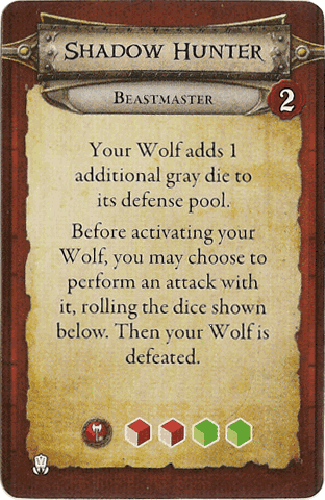 SHADOW HUNTER
BEASTMASTER
2
Your Wolf adds 1
additional gray die to
its defense pool.
Before activating your
Wolf, you may choose to
perform an attack with
it, rolling the dice shown
below. Then your Wolf is
defeated.